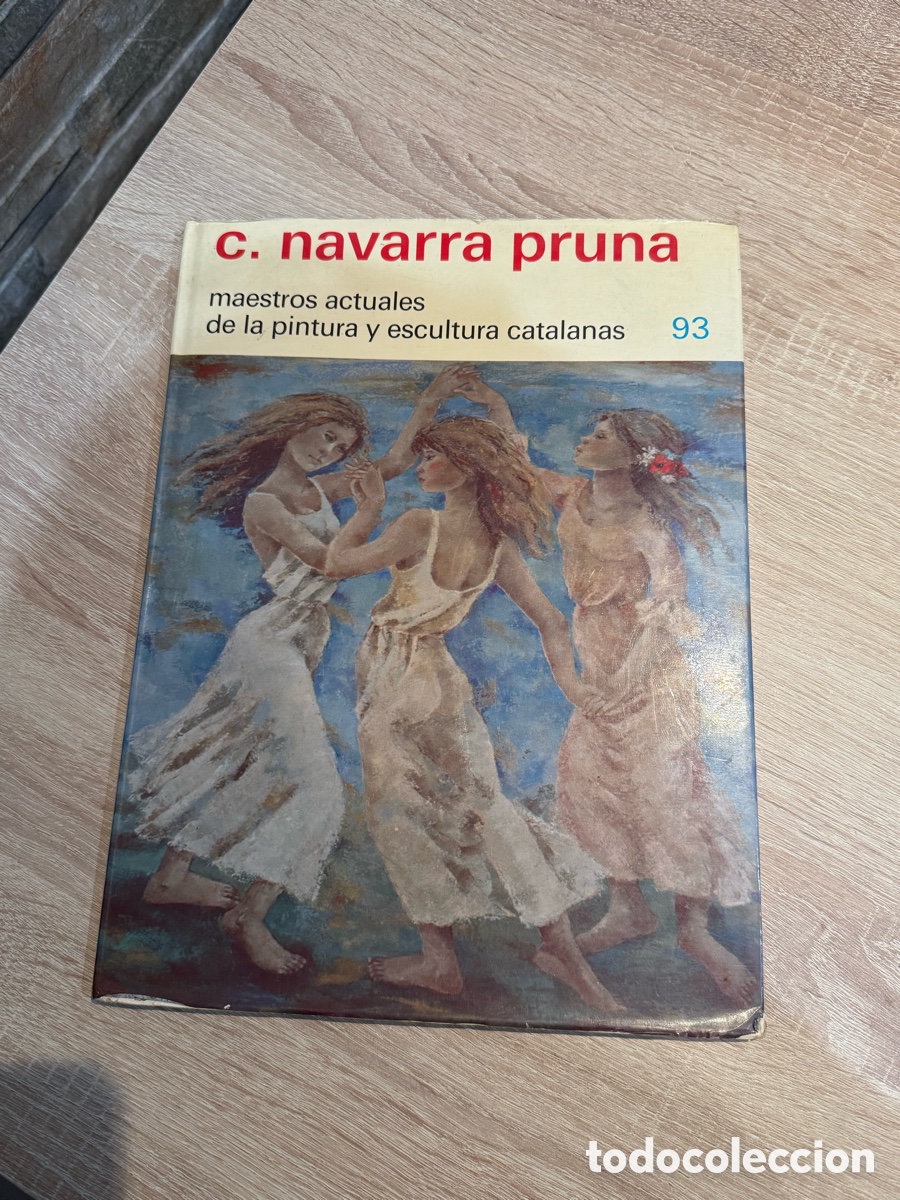 c. navarra pruna
maestros actuales
de la pintura y escultura catalanas 93
todocoleccion